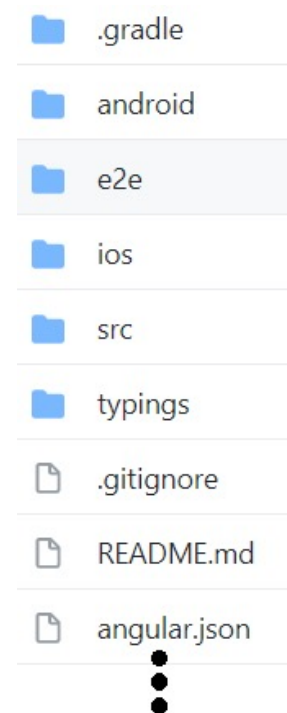 .gradle
android
e2e
ios
src
typings
.gitignore
README.md
angular.json